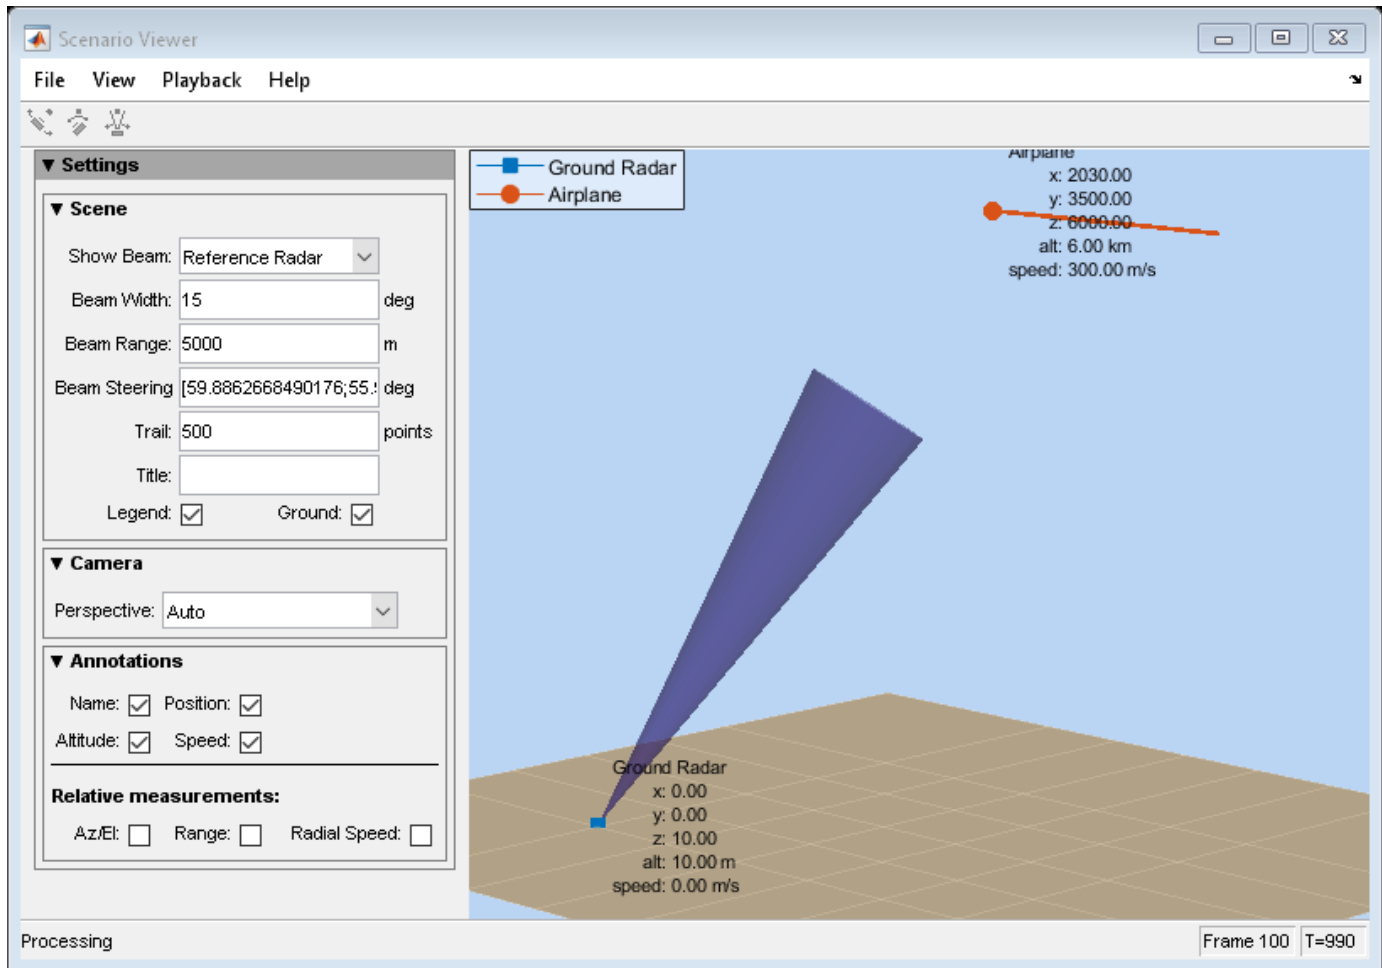 Scenario Viewer
File View Playback Help
▼ Settings
▼ Scene
Show Beam: Reference Radar
Beam Width: 15 deg
Beam Range: 5000 m
Beam Steering [59.8862668490176;55.9 deg
Trail: 500 points
Title:
Legend: Ground:
▼ Camera
Perspective: Auto
▼ Annotations
Name: Position:
Altitude: Speed:
Relative measurements:
Az/El: Range: Radial Speed:
Ground Radar
Airplane
Airplane
x: 2030.00
y: 3500.00
z: 6000.00
alt: 6.00 km
speed: 300.00 m/s
Ground Radar
x: 0.00
y: 0.00
z: 10.00
alt: 10.00 m
speed: 0.00 m/s
Processing
Frame 100 T=990